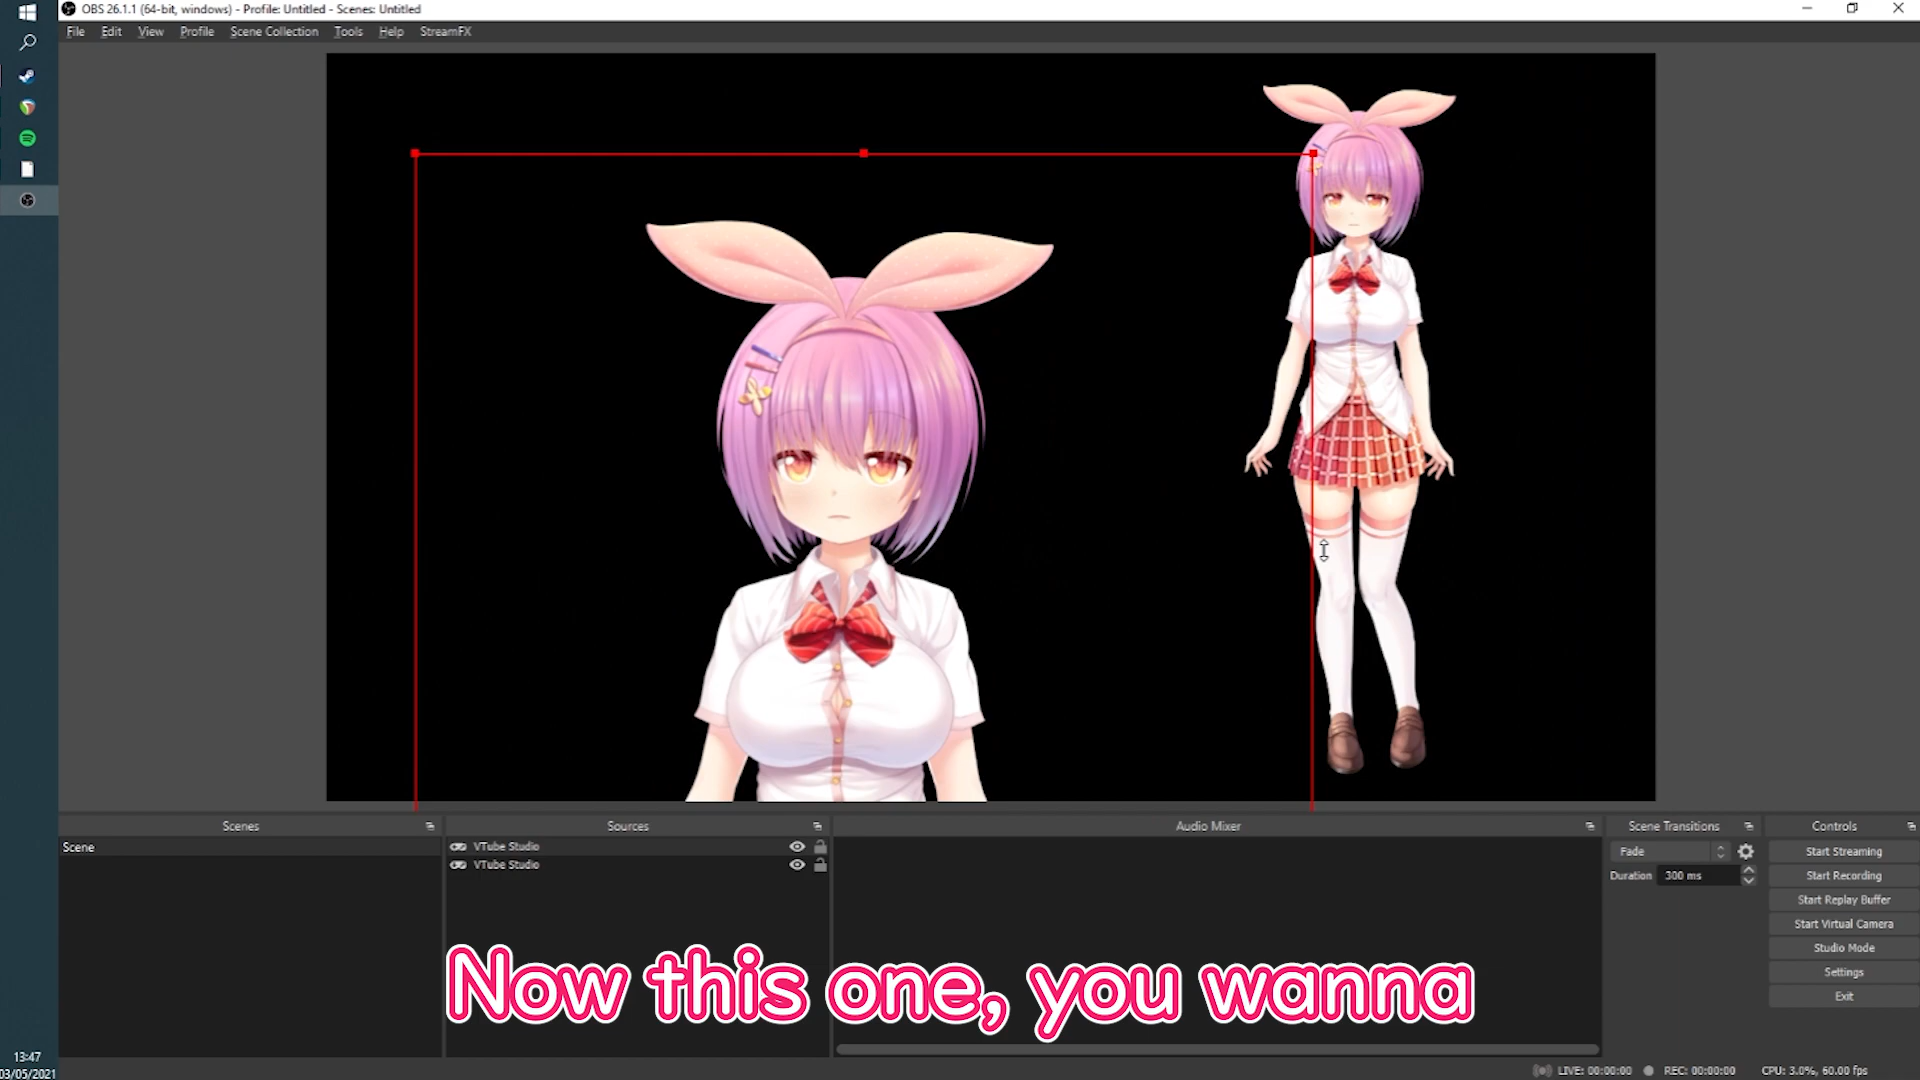 OBS 26.1.1 (64-bit, windows) - Profile: Untitled - Scenes: Untitled
File Edit View Profile Scene Collection Tools Help StreamFX
Scenes
Scene
Sources
VTube Studio
VTube Studio
Audio Mixer
Scene Transitions
Fade
Duration 300 ms
Controls
Start Streaming
Start Recording
Start Replay Buffer
Start Virtual Camera
Studio Mode
Settings
Exit
Now this one, you wanna
13:47
03/05/2021
LIVE: 00:00:00 REC: 00:00:00 CPU: 3.0%, 60.00 fps